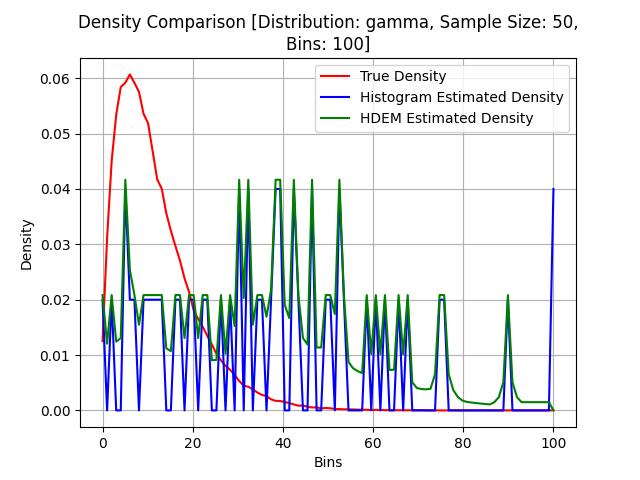 Density Comparison [Distribution: gamma, Sample Size: 50,
Bins: 100]
True Density
Histogram Estimated Density
HDEM Estimated Density
Density
0.06
0.05
0.04
0.03
0.02
0.01
0.00
0 20 40 60 80 100
Bins